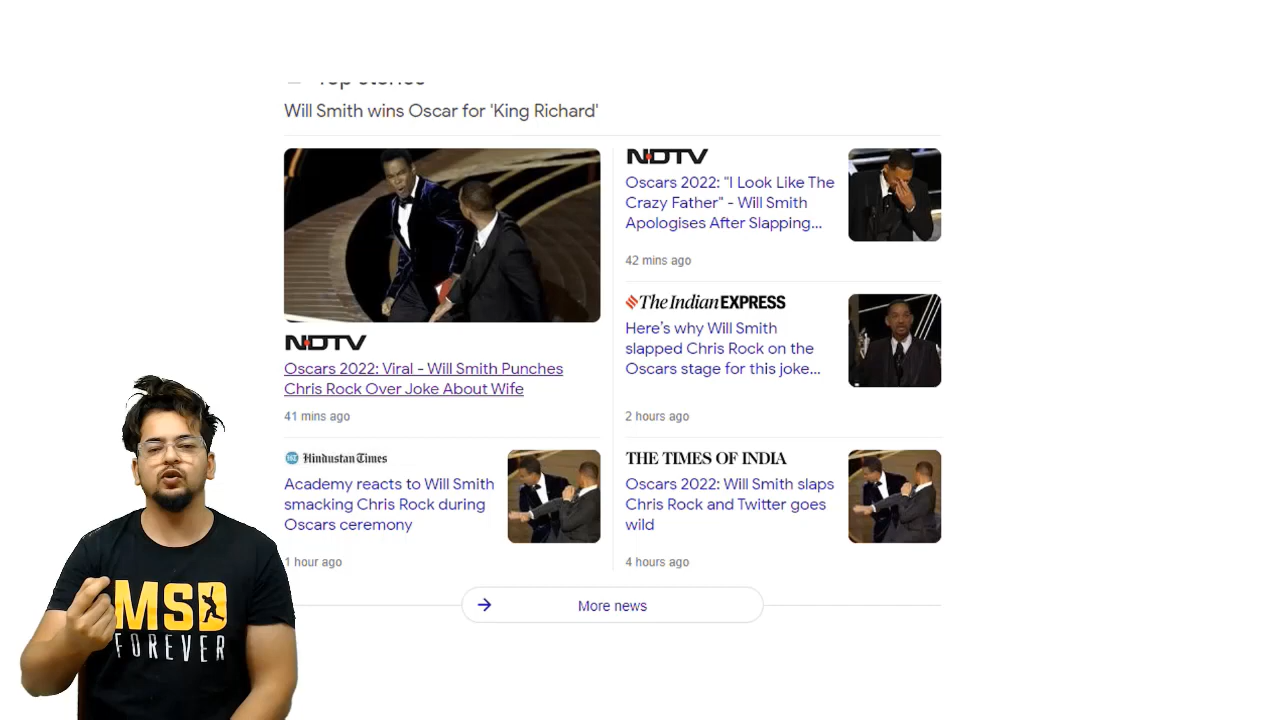 Top stories
Will Smith wins Oscar for 'King Richard'
NDTV
Oscars 2022: Viral - Will Smith Punches
Chris Rock Over Joke About Wife
41 mins ago
NDTV
Oscars 2022: "I Look Like The
Crazy Father" - Will Smith
Apologises After Slapping...
42 mins ago
The Indian EXPRESS
Here's why Will Smith
slapped Chris Rock on the
Oscars stage for this joke...
2 hours ago
HT Hindustan Times
Academy reacts to Will Smith
smacking Chris Rock during
Oscars ceremony
1 hour ago
THE TIMES OF INDIA
Oscars 2022: Will Smith slaps
Chris Rock and Twitter goes
wild
4 hours ago
More news
MSD
FOREVER